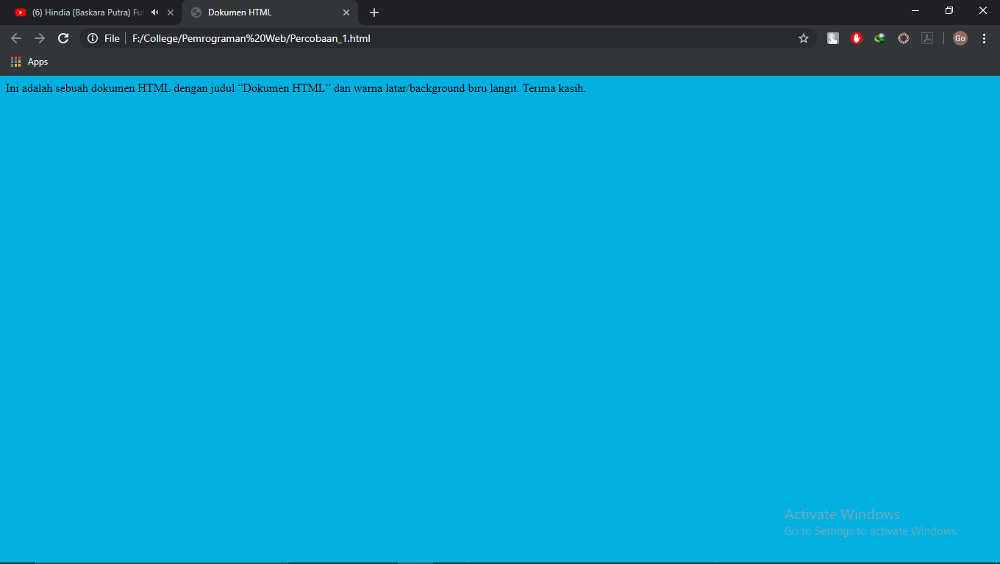 (6) Hindia (Baskara Putra)
Dokumen HTML
File
F:/College/Pemrograman%20Web/Percobaan_1.html
Go
Apps
Ini adalah sebuah dokumen HTML dengan judul “Dokumen HTML” dan warna latar/background biru langit. Terima kasih.
Activate Windows
Go to Settings to activate Windows.